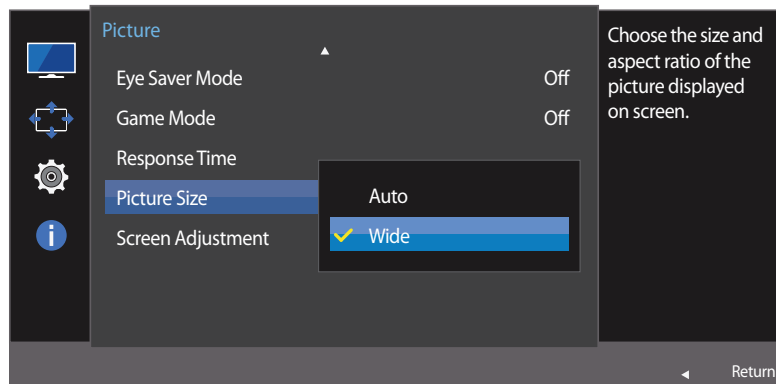 Picture
Eye Saver Mode Off
Game Mode Off
Response Time
Picture Size
Auto
Screen Adjustment
Wide
Choose the size and
aspect ratio of the
picture displayed
on screen.
Return